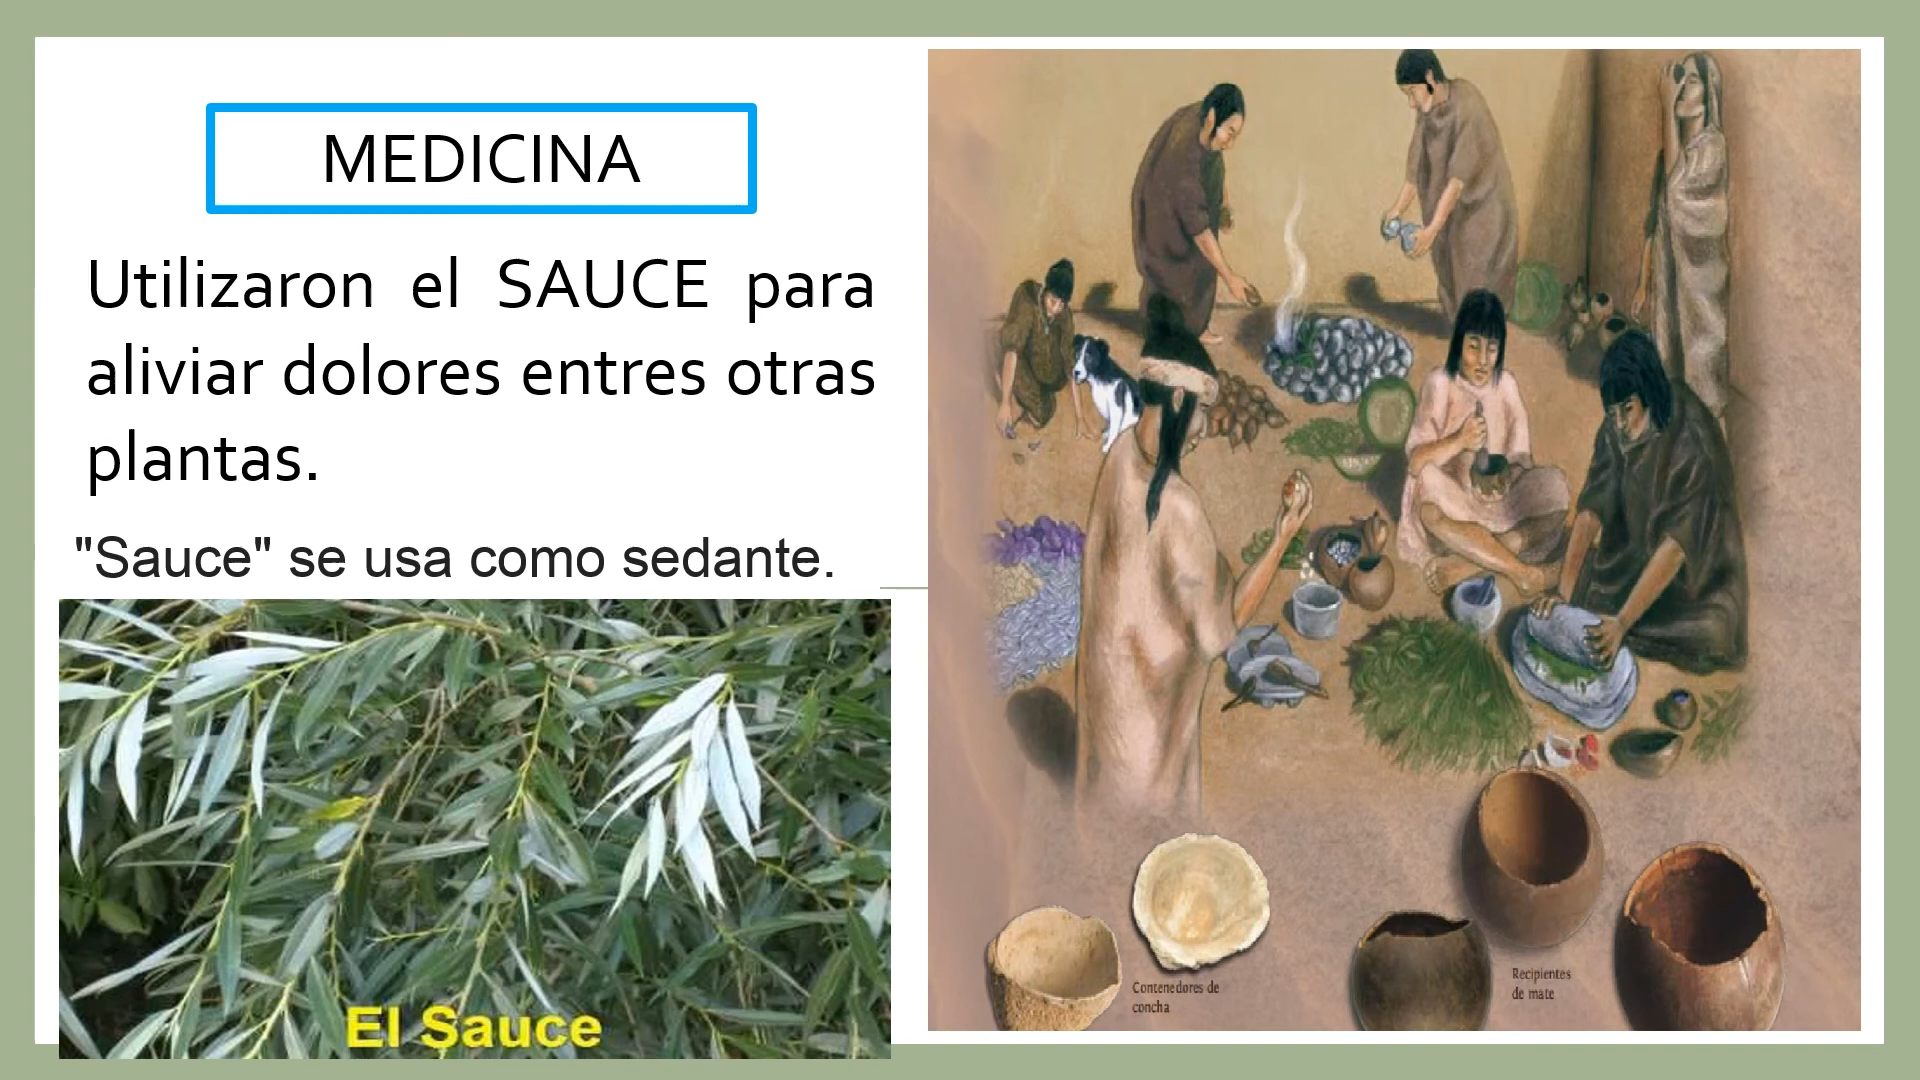 MEDICINA
Utilizaron el SAUCE para
aliviar dolores entres otras
plantas.
"Sauce" se usa como sedante.
El Sauce
Contenedores de
concha
Recipientes
de mate